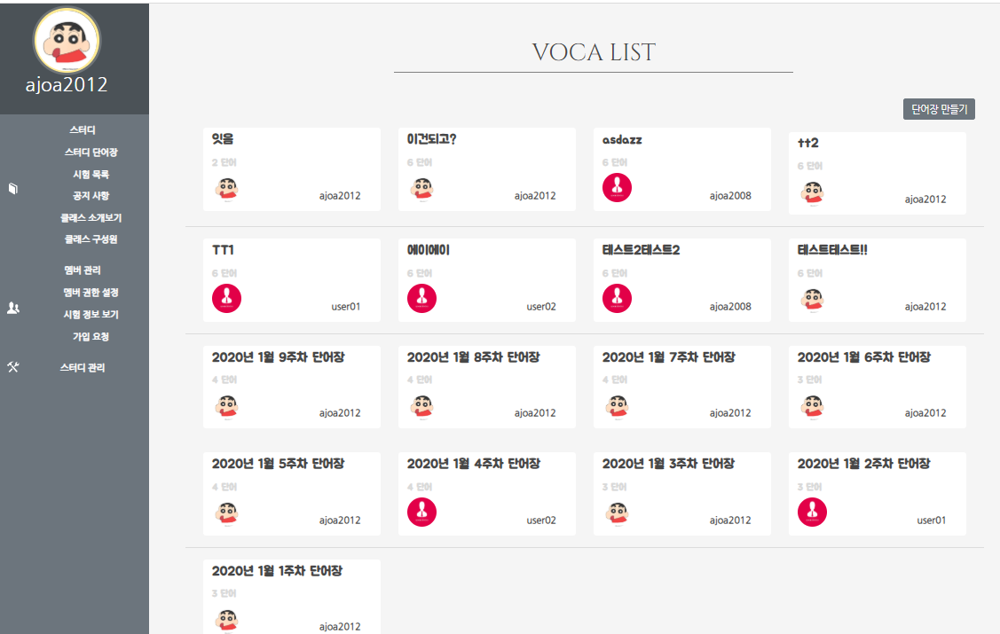 ajoa2012
스터디
스터디 단어장
시험 목록
공지 사항
클래스 소개보기
클래스 구성원
멤버 관리
멤버 권한 설정
시험 정보 보기
가입 요청
스터디 관리
VOCA LIST
단어장 만들기
잇옴
2 단어
ajoa2012
이건되고?
6 단어
ajoa2012
asdazz
6 단어
ajoa2008
tt2
6 단어
ajoa2012
TT1
6 단어
user01
에이에이
6 단어
user02
테스트2테스트2
6 단어
ajoa2008
테스트테스트!!
6 단어
ajoa2012
2020년 1월 9주차 단어장
4 단어
ajoa2012
2020년 1월 8주차 단어장
4 단어
ajoa2012
2020년 1월 7주차 단어장
4 단어
ajoa2012
2020년 1월 6주차 단어장
3 단어
ajoa2012
2020년 1월 5주차 단어장
4 단어
ajoa2012
2020년 1월 4주차 단어장
4 단어
user02
2020년 1월 3주차 단어장
3 단어
ajoa2012
2020년 1월 2주차 단어장
3 단어
user01
2020년 1월 1주차 단어장
3 단어
ajoa2012